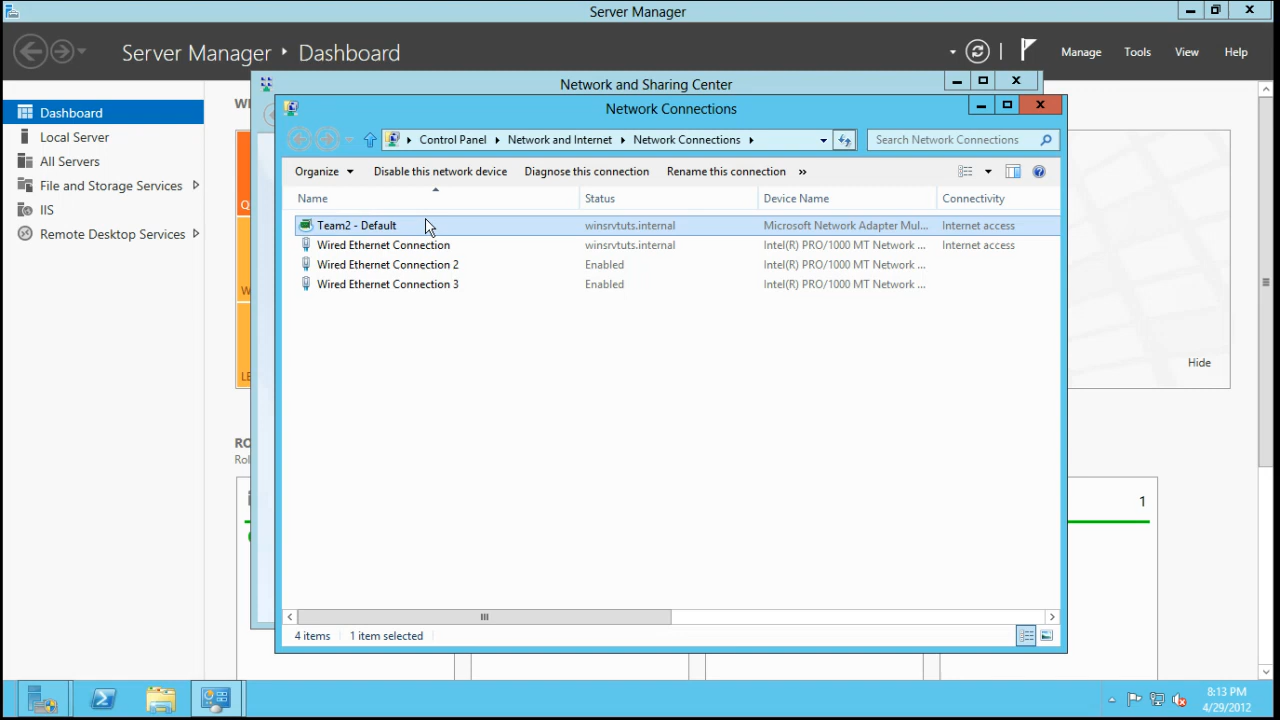 Server Manager
Server Manager • Dashboard
Manage Tools View Help
Network and Sharing Center
Network Connections
Dashboard
Local Server
All Servers
File and Storage Services
IIS
Remote Desktop Services
Control Panel Network and Internet Network Connections
Search Network Connections
Organize Disable this network device Diagnose this connection Rename this connection »
Name Status Device Name Connectivity
Team2 - Default winsrvtuts.internal Microsoft Network Adapter Mul... Internet access
Wired Ethernet Connection winsrvtuts.internal Intel(R) PRO/1000 MT Network ... Internet access
Wired Ethernet Connection 2 Enabled Intel(R) PRO/1000 MT Network ...
Wired Ethernet Connection 3 Enabled Intel(R) PRO/1000 MT Network ...
Hide
1
4 items 1 item selected
8:13 PM
4/29/2012